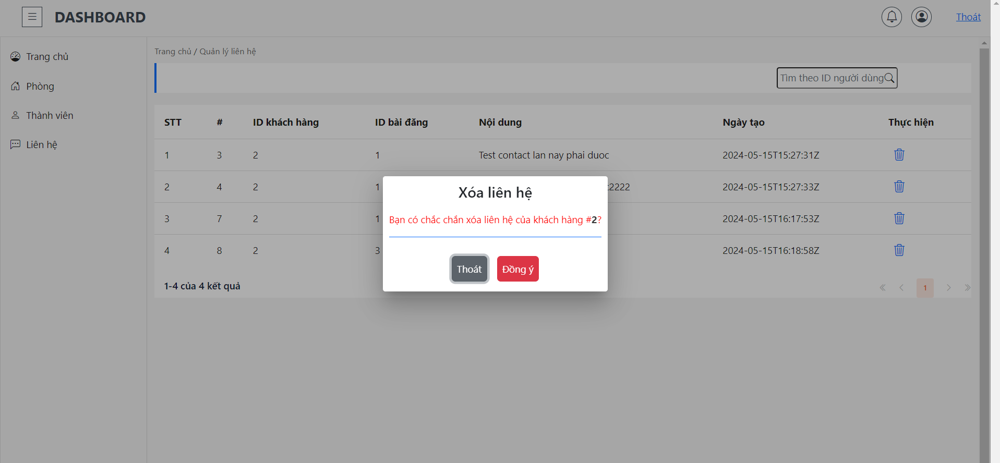 DASHBOARD
Thoát
Trang chủ
Phòng
Thành viên
Liên hệ
Trang chủ / Quản lý liên hệ
Tìm theo ID người dùng
STT # ID khách hàng ID bài đăng Nội dung Ngày tạo Thực hiện
1 3 2 1 Test contact lan nay phai duoc 2024-05-15T15:27:31Z
2 4 2 1 2222 2024-05-15T15:27:33Z
3 7 2 1 2024-05-15T16:17:53Z
4 8 2 3 2024-05-15T16:18:58Z
1-4 của 4 kết quả
1
Xóa liên hệ
Bạn có chắc chắn xóa liên hệ của khách hàng #2?
Thoát Đồng ý